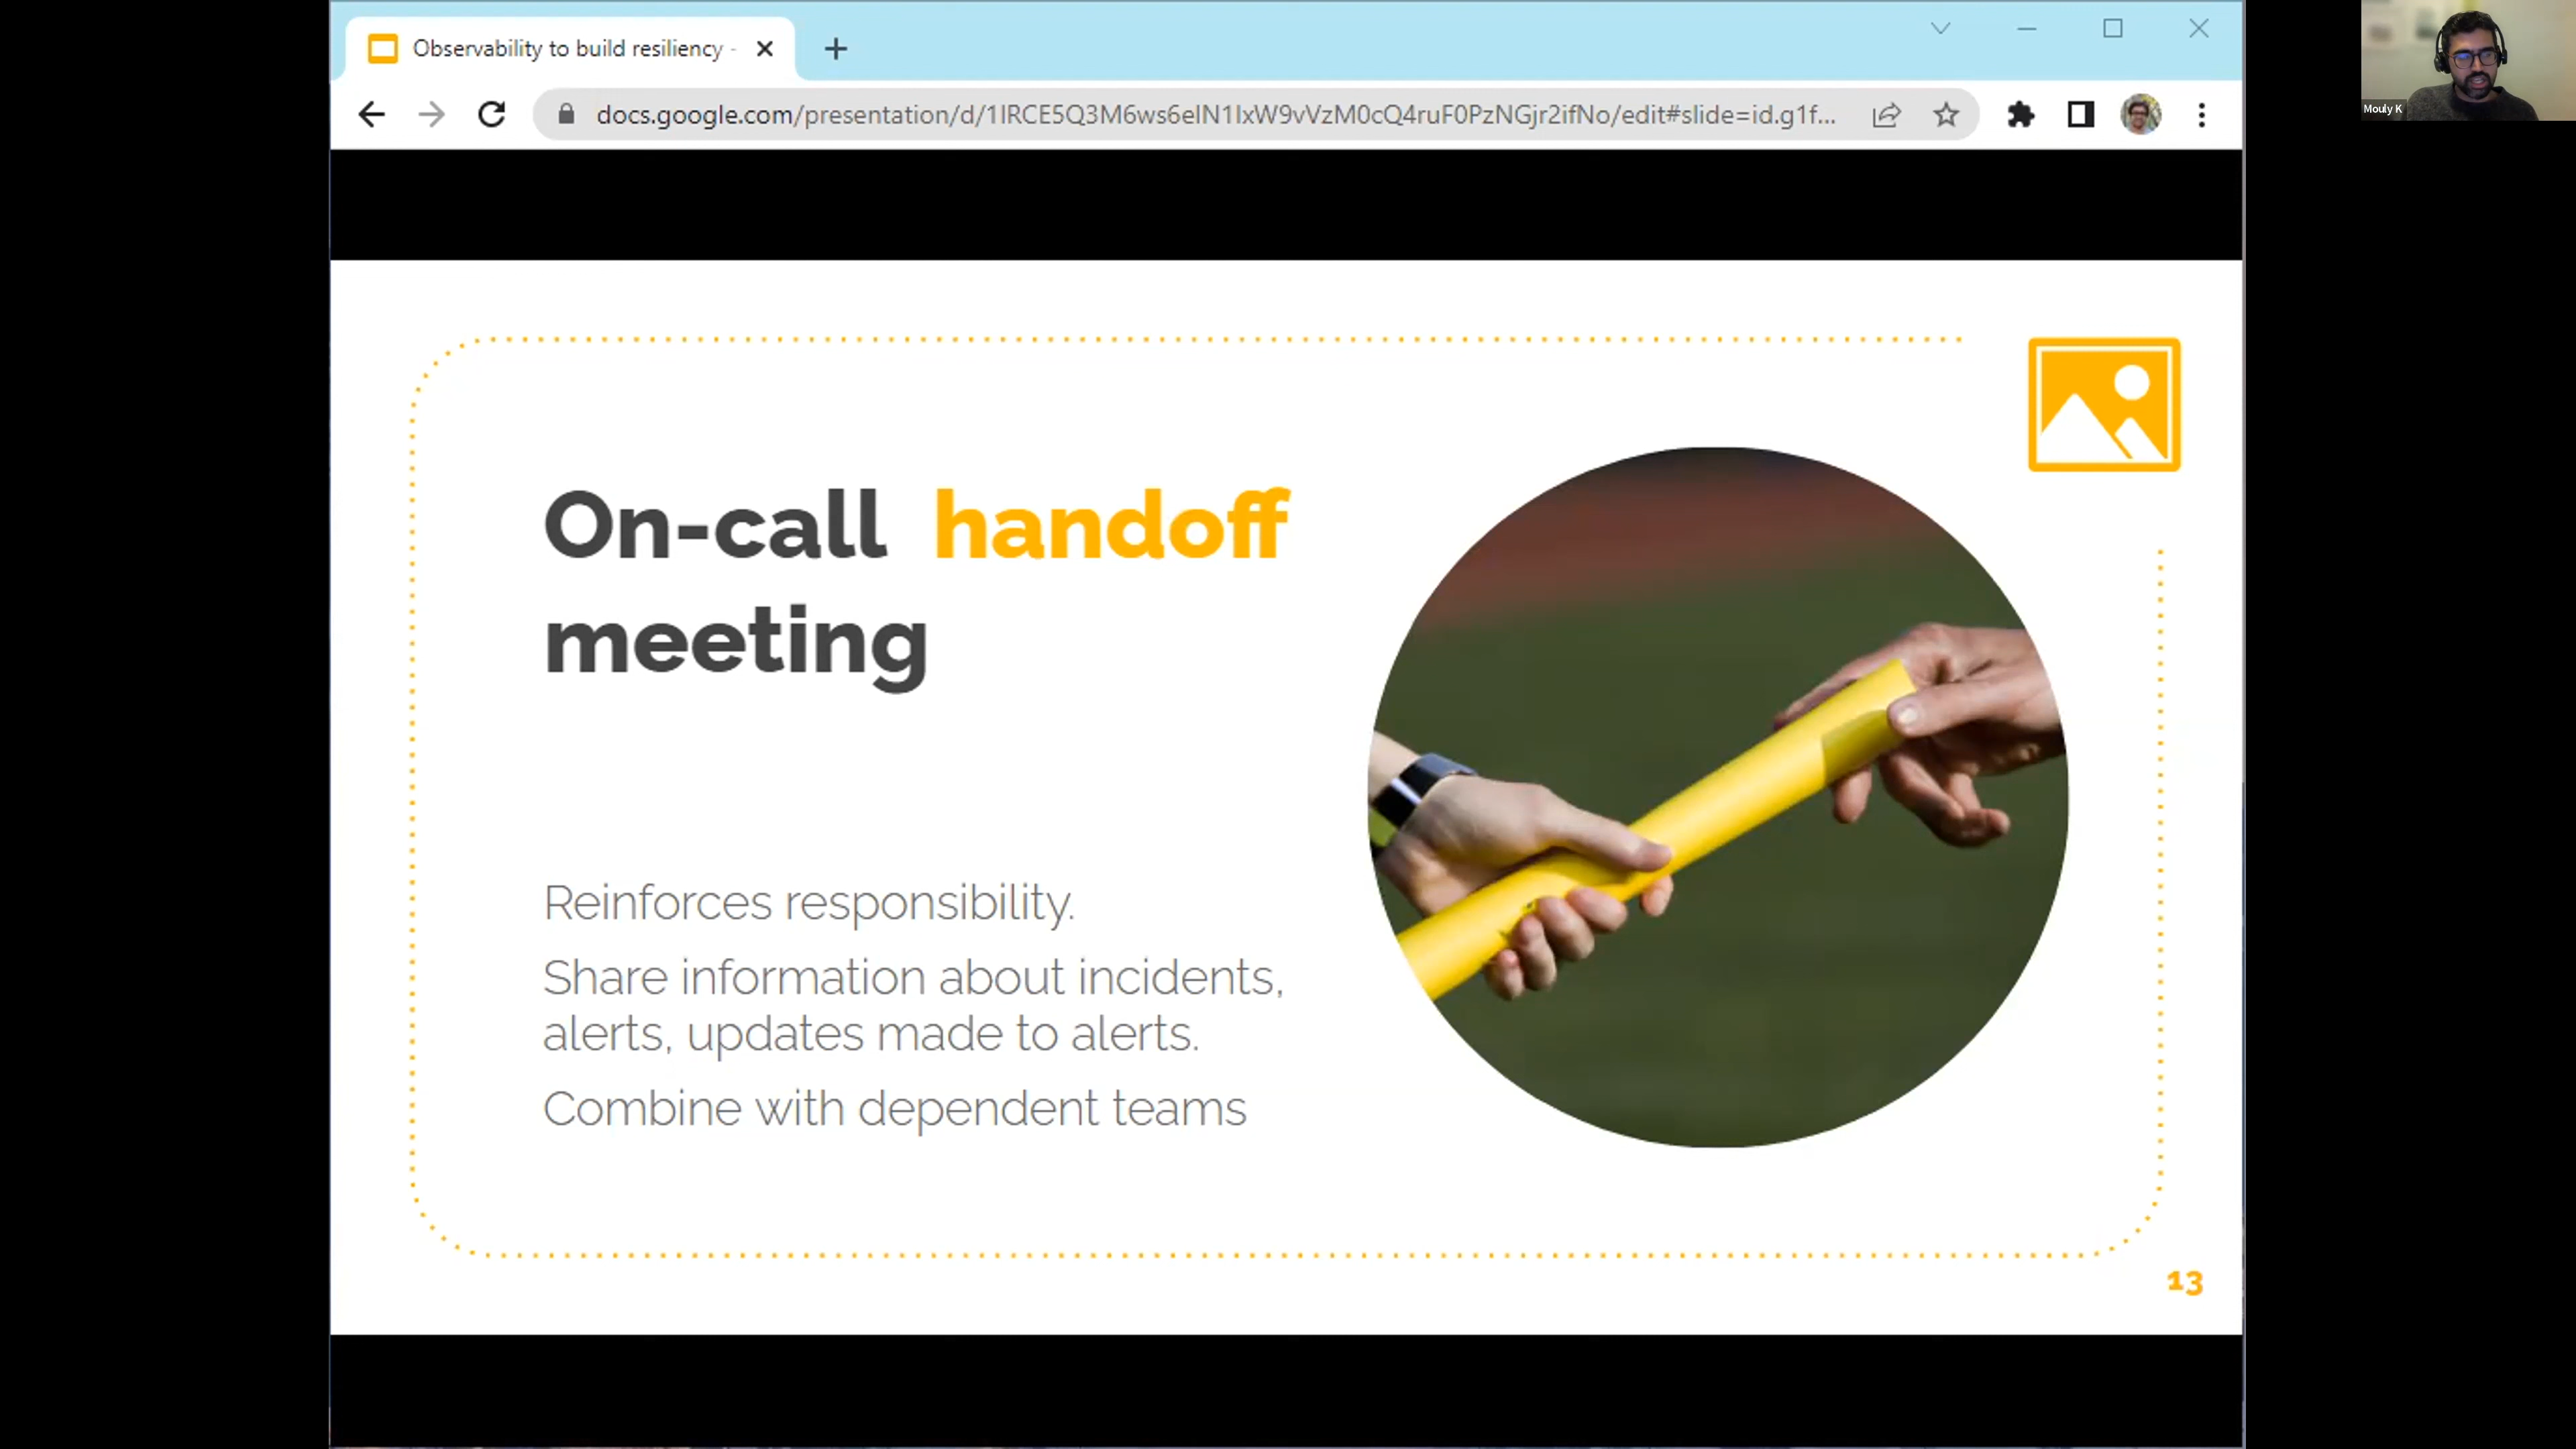 Observability to build resiliency -
docs.google.com/presentation/d/1IRCE5Q3M6ws6elN1IxW9vVzM0cQ4ruF0PzNGjr2ifNo/edit#slide=id.g1f...
Mouly K
On-call handoff
meeting
Reinforces responsibility.
Share information about incidents,
alerts, updates made to alerts.
Combine with dependent teams
13